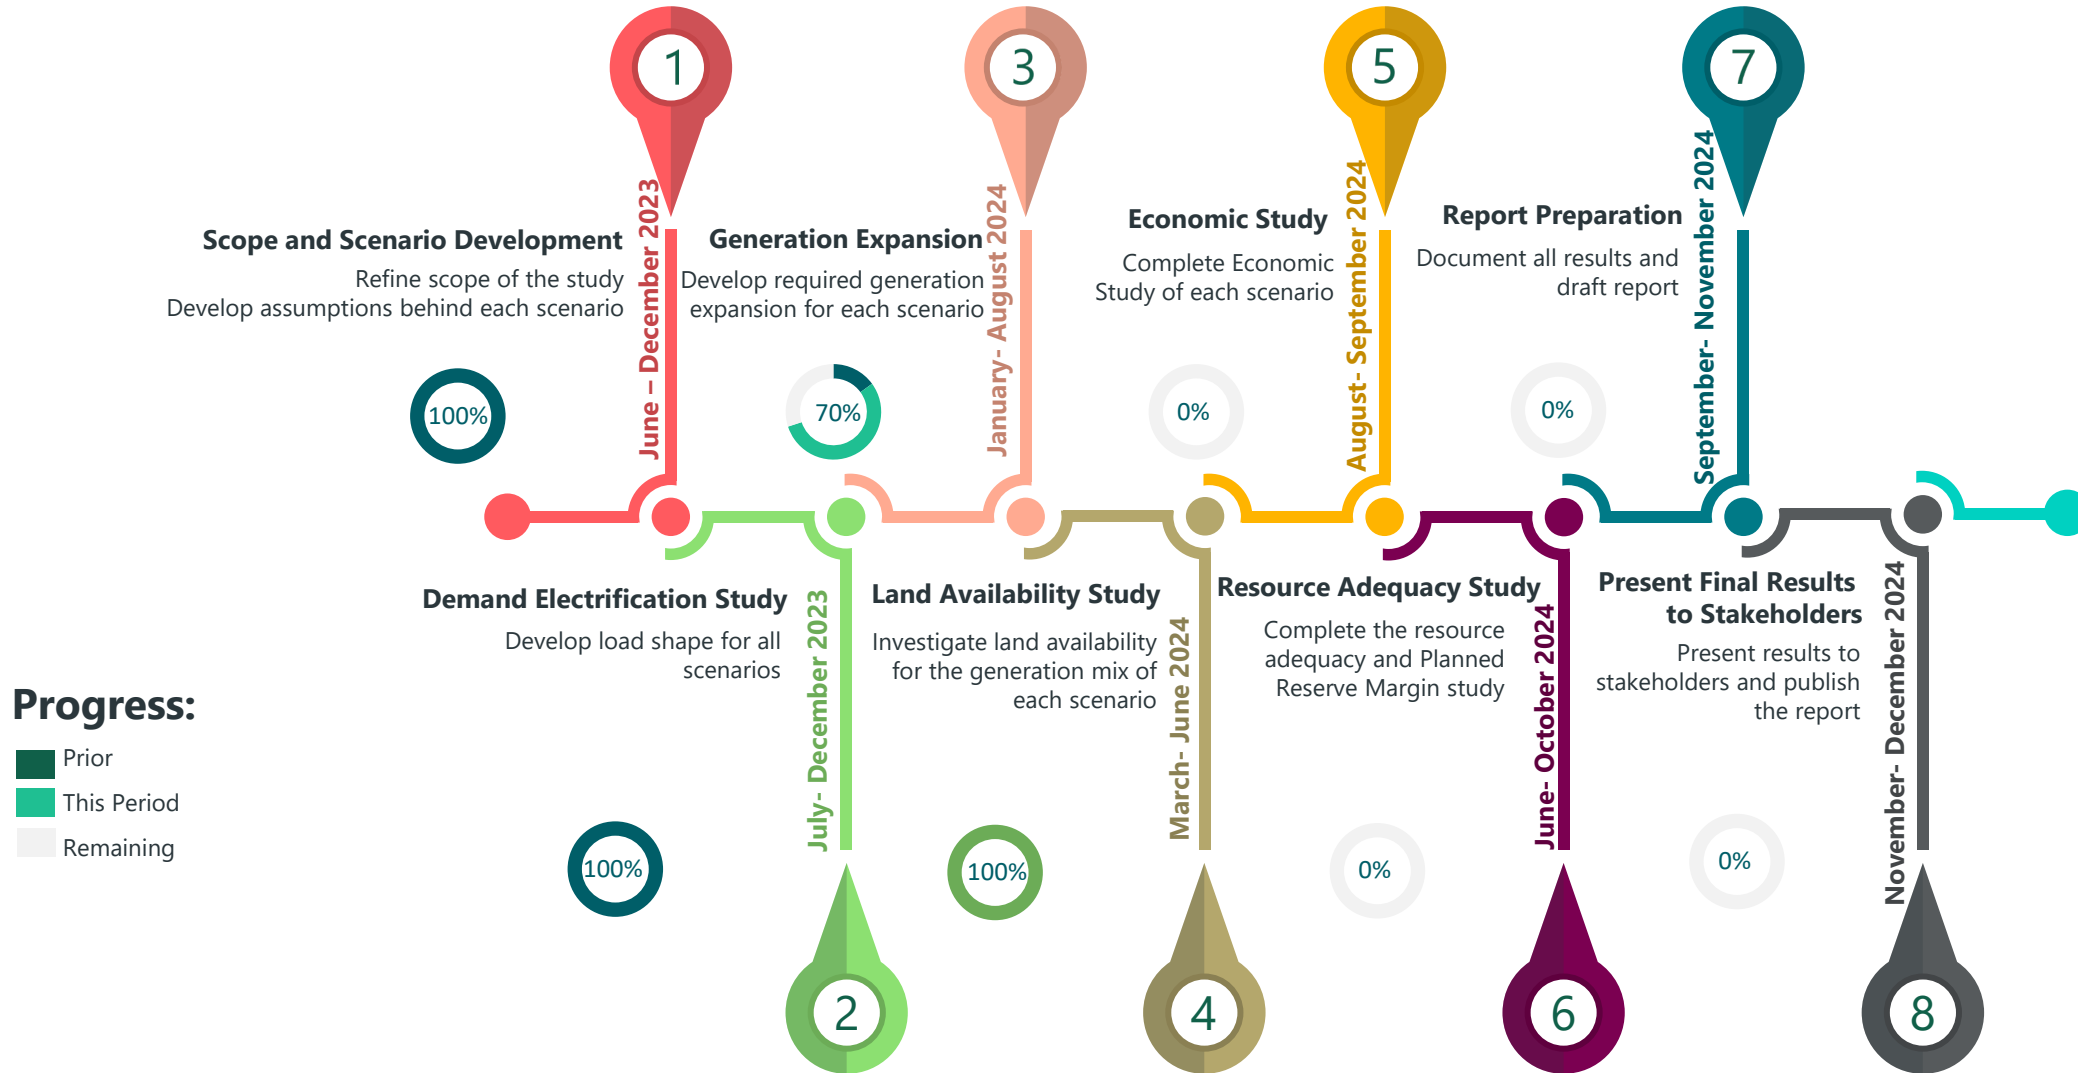 1
June – December 2023
Scope and Scenario Development
Refine scope of the study
Develop assumptions behind each scenario
100%
2
July- December 2023
Demand Electrification Study
Develop load shape for all
scenarios
100%
3
January- August 2024
Generation Expansion
Develop required generation
expansion for each scenario
70%
4
March- June 2024
Land Availability Study
Investigate land availability
for the generation mix of
each scenario
100%
5
August- September 2024
Economic Study
Complete Economic
Study of each scenario
0%
6
June- October 2024
Resource Adequacy Study
Complete the resource
adequacy and Planned
Reserve Margin study
0%
7
September- November 2024
Report Preparation
Document all results and
draft report
0%
8
November- December 2024
Present Final Results
to Stakeholders
Present results to
stakeholders and publish
the report
0%
Progress:
Prior
This Period
Remaining